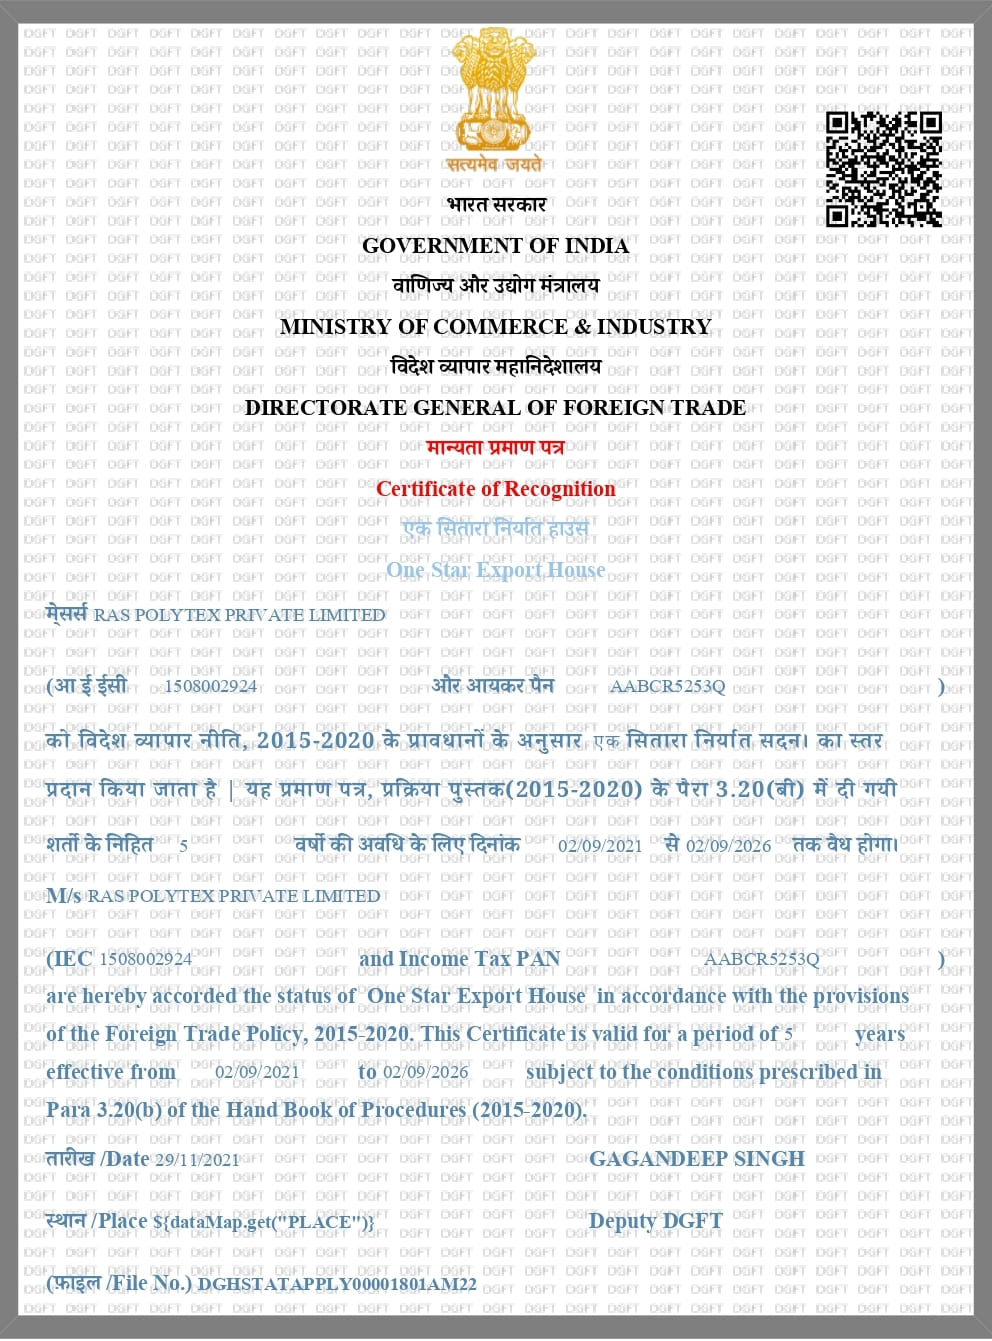 सत्यमेव जयते
भारत सरकार
GOVERNMENT OF INDIA
वाणिज्य और उद्योग मंत्रालय
MINISTRY OF COMMERCE & INDUSTRY
विदेश व्यापार महानिदेशालय
DIRECTORATE GENERAL OF FOREIGN TRADE
मान्यता प्रमाण पत्र
Certificate of Recognition
एक सितारा निर्यात हाउस
One Star Export House
मे्सर्स RAS POLYTEX PRIVATE LIMITED
(आ ई ईसी 1508002924 और आयकर पैन AABCR5253Q )
को विदेश व्यापार नीति, 2015-2020 के प्रावधानों के अनुसार एक सितारा निर्यात सदन। का स्तर
प्रदान किया जाता है | यह प्रमाण पत्र, प्रक्रिया पुस्तक(2015-2020) के पैरा 3.20(बी) में दी गयी
शर्तो के निहित 5 वर्षो की अवधि के लिए दिनांक 02/09/2021 से 02/09/2026 तक वैध होगा।
M/s RAS POLYTEX PRIVATE LIMITED
(IEC 1508002924 and Income Tax PAN AABCR5253Q )
are hereby accorded the status of One Star Export House in accordance with the provisions
of the Foreign Trade Policy, 2015-2020. This Certificate is valid for a period of 5 years
effective from 02/09/2021 to 02/09/2026 subject to the conditions prescribed in
Para 3.20(b) of the Hand Book of Procedures (2015-2020).
तारीख /Date 29/11/2021 GAGANDEEP SINGH
स्थान /Place ${dataMap.get("PLACE")} Deputy DGFT
(फ़ाइल /File No.) DGHSTATAPPLY00001801AM22